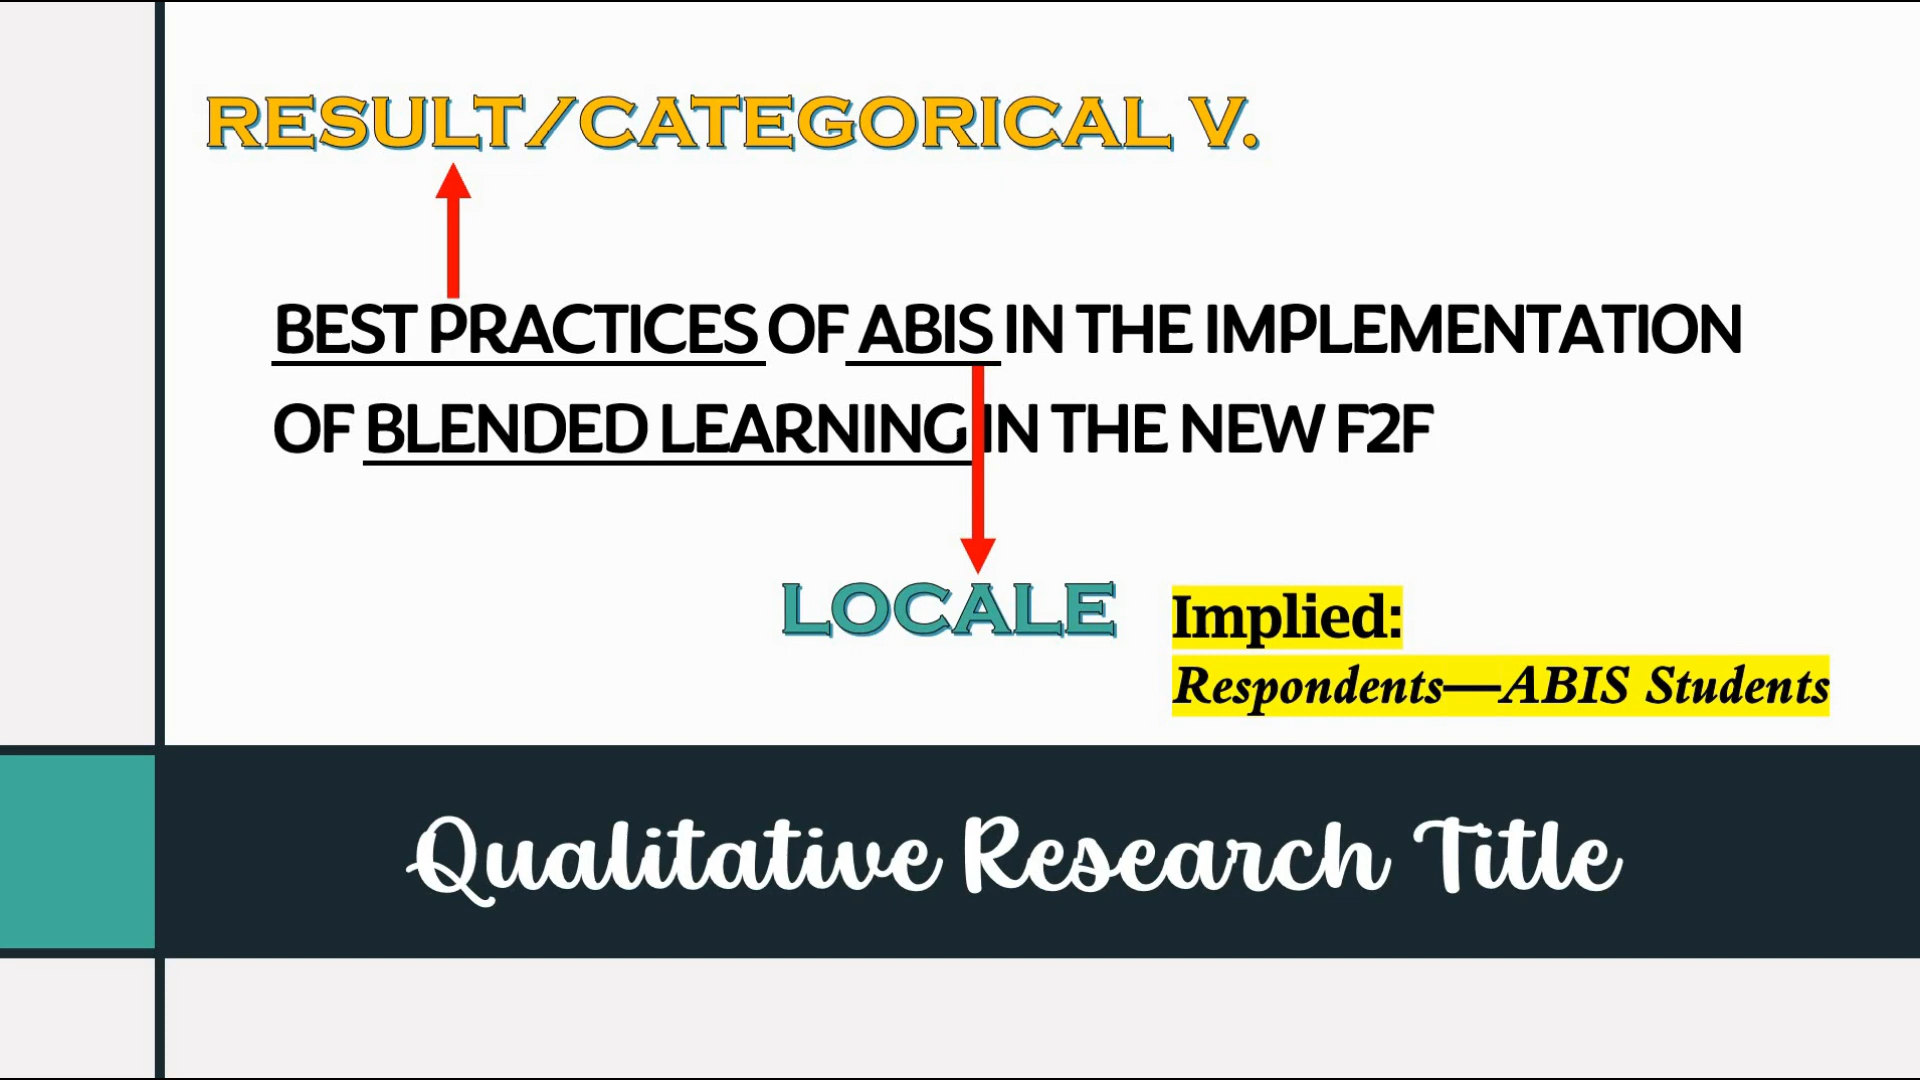 RESULT/CATEGORICAL V.
BEST PRACTICES OF ABIS IN THE IMPLEMENTATION
OF BLENDED LEARNING IN THE NEW F2F
LOCALE
Implied:
Respondents—ABIS Students
Qualitative Research Title